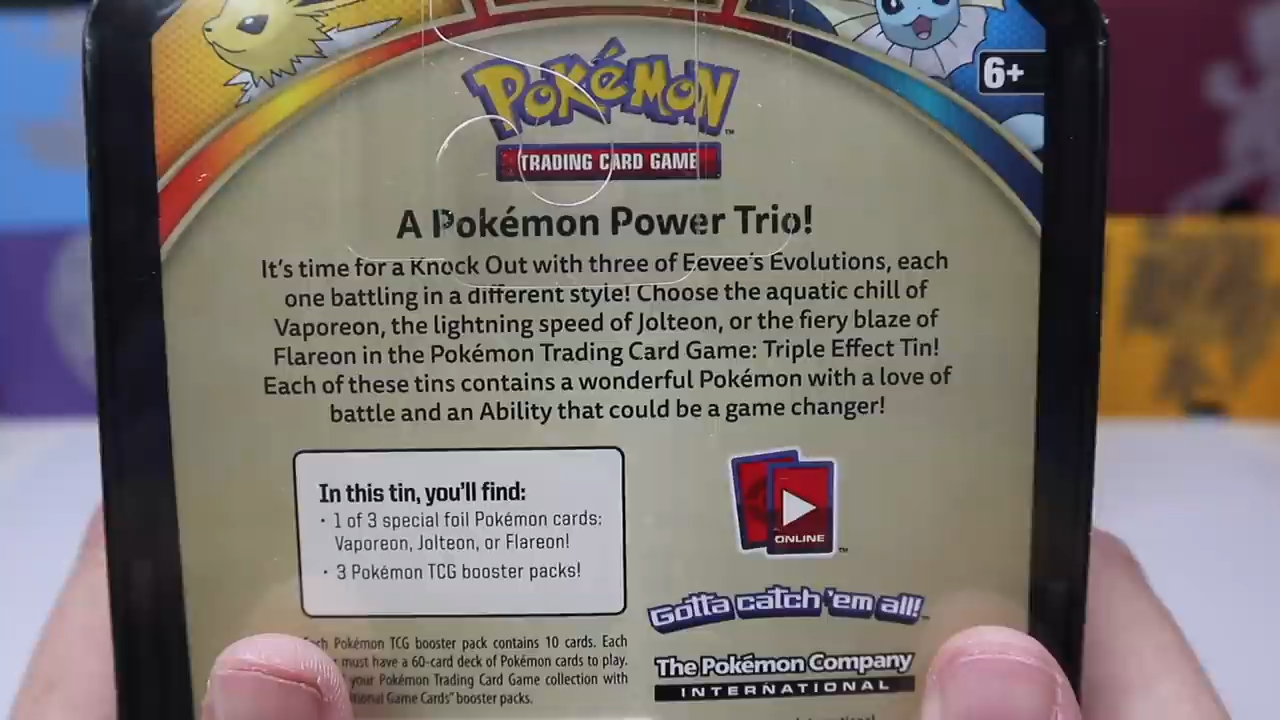 6+
POKéMON
TRADING CARD GAME
A Pokémon Power Trio!
It's time for a Knock Out with three of Eevee's Evolutions, each
one battling in a different style! Choose the aquatic chill of
Vaporeon, the lightning speed of Jolteon, or the fiery blaze of
Flareon in the Pokémon Trading Card Game: Triple Effect Tin!
Each of these tins contains a wonderful Pokémon with a love of
battle and an Ability that could be a game changer!
In this tin, you'll find:
• 1 of 3 special foil Pokémon cards:
Vaporeon, Jolteon, or Flareon!
• 3 Pokémon TCG booster packs!
ONLINE
Gotta catch 'em all!
The Pokémon Company
INTERNATIONAL
Pokémon TCG booster pack contains 10 cards. Each
must have a 60-card deck of Pokémon cards to play.
your Pokémon Trading Card Game collection with
Game Cards" booster packs.